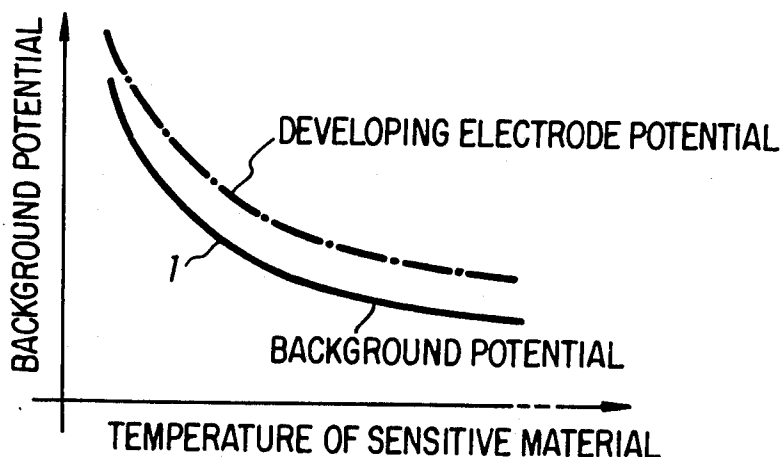 BACKGROUND POTENTIAL
DEVELOPING ELECTRODE POTENTIAL
1
BACKGROUND POTENTIAL
TEMPERATURE OF SENSITIVE MATERIAL